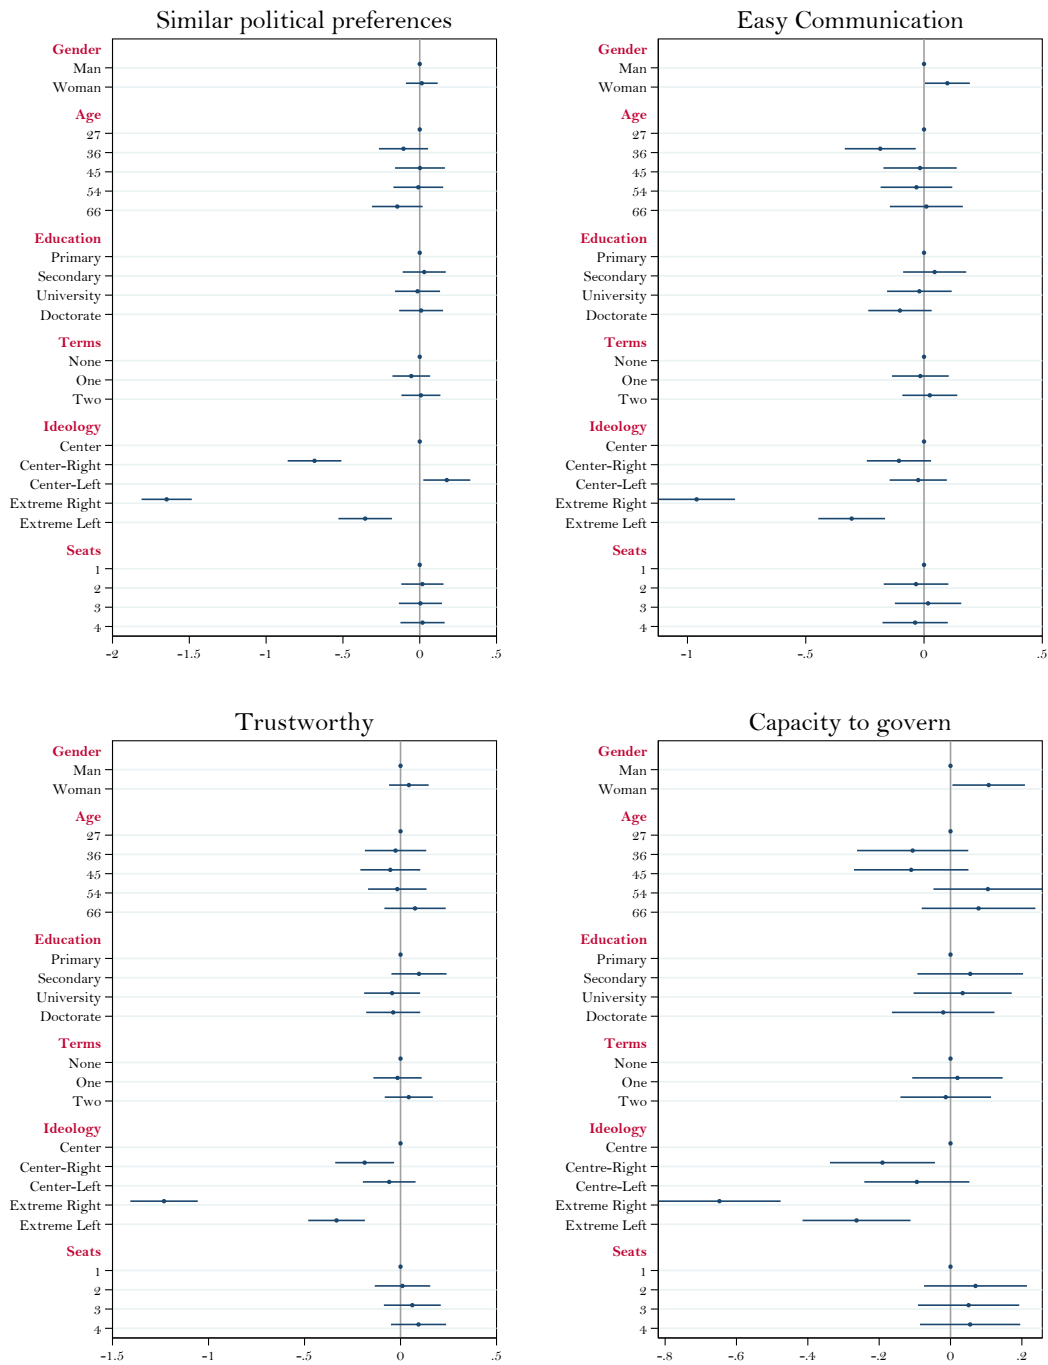 Similar political preferences
Gender
Man
Woman
Age
27
36
45
54
66
Education
Primary
Secondary
University
Doctorate
Terms
None
One
Two
Ideology
Center
Center-Right
Center-Left
Extreme Right
Extreme Left
Seats
1
2
3
4
-2 -1.5 -1 -.5 0 .5
Easy Communication
Gender
Man
Woman
Age
27
36
45
54
66
Education
Primary
Secondary
University
Doctorate
Terms
None
One
Two
Ideology
Center
Center-Right
Center-Left
Extreme Right
Extreme Left
Seats
1
2
3
4
-1 -.5 0 .5
Trustworthy
Gender
Man
Woman
Age
27
36
45
54
66
Education
Primary
Secondary
University
Doctorate
Terms
None
One
Two
Ideology
Center
Center-Right
Center-Left
Extreme Right
Extreme Left
Seats
1
2
3
4
-1.5 -1 -.5 0 .5
Capacity to govern
Gender
Man
Woman
Age
27
36
45
54
66
Education
Primary
Secondary
University
Doctorate
Terms
None
One
Two
Ideology
Centre
Centre-Right
Centre-Left
Extreme Right
Extreme Left
Seats
1
2
3
4
-.8 -.6 -.4 -.2 0 .2